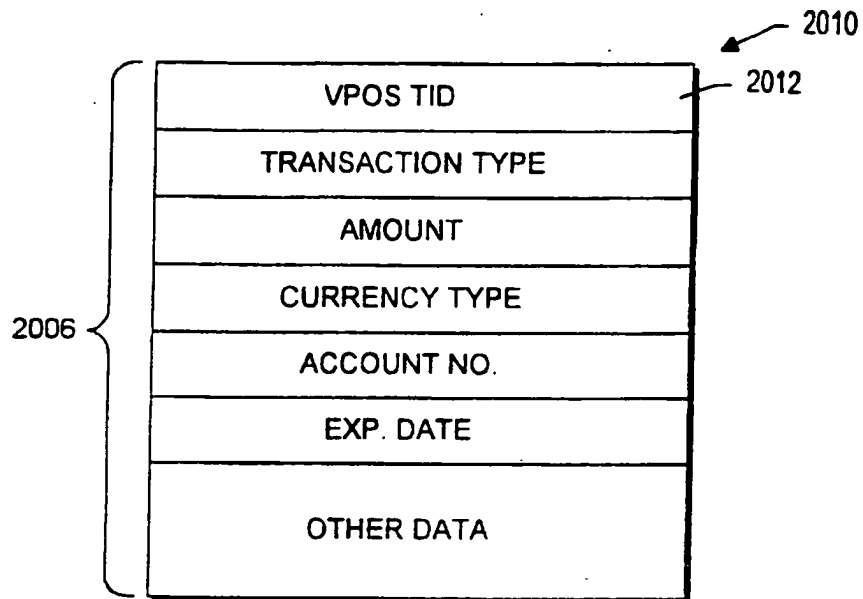 2010
VPOS TID
2012
TRANSACTION TYPE
AMOUNT
CURRENCY TYPE
2006
ACCOUNT NO.
EXP. DATE
OTHER DATA